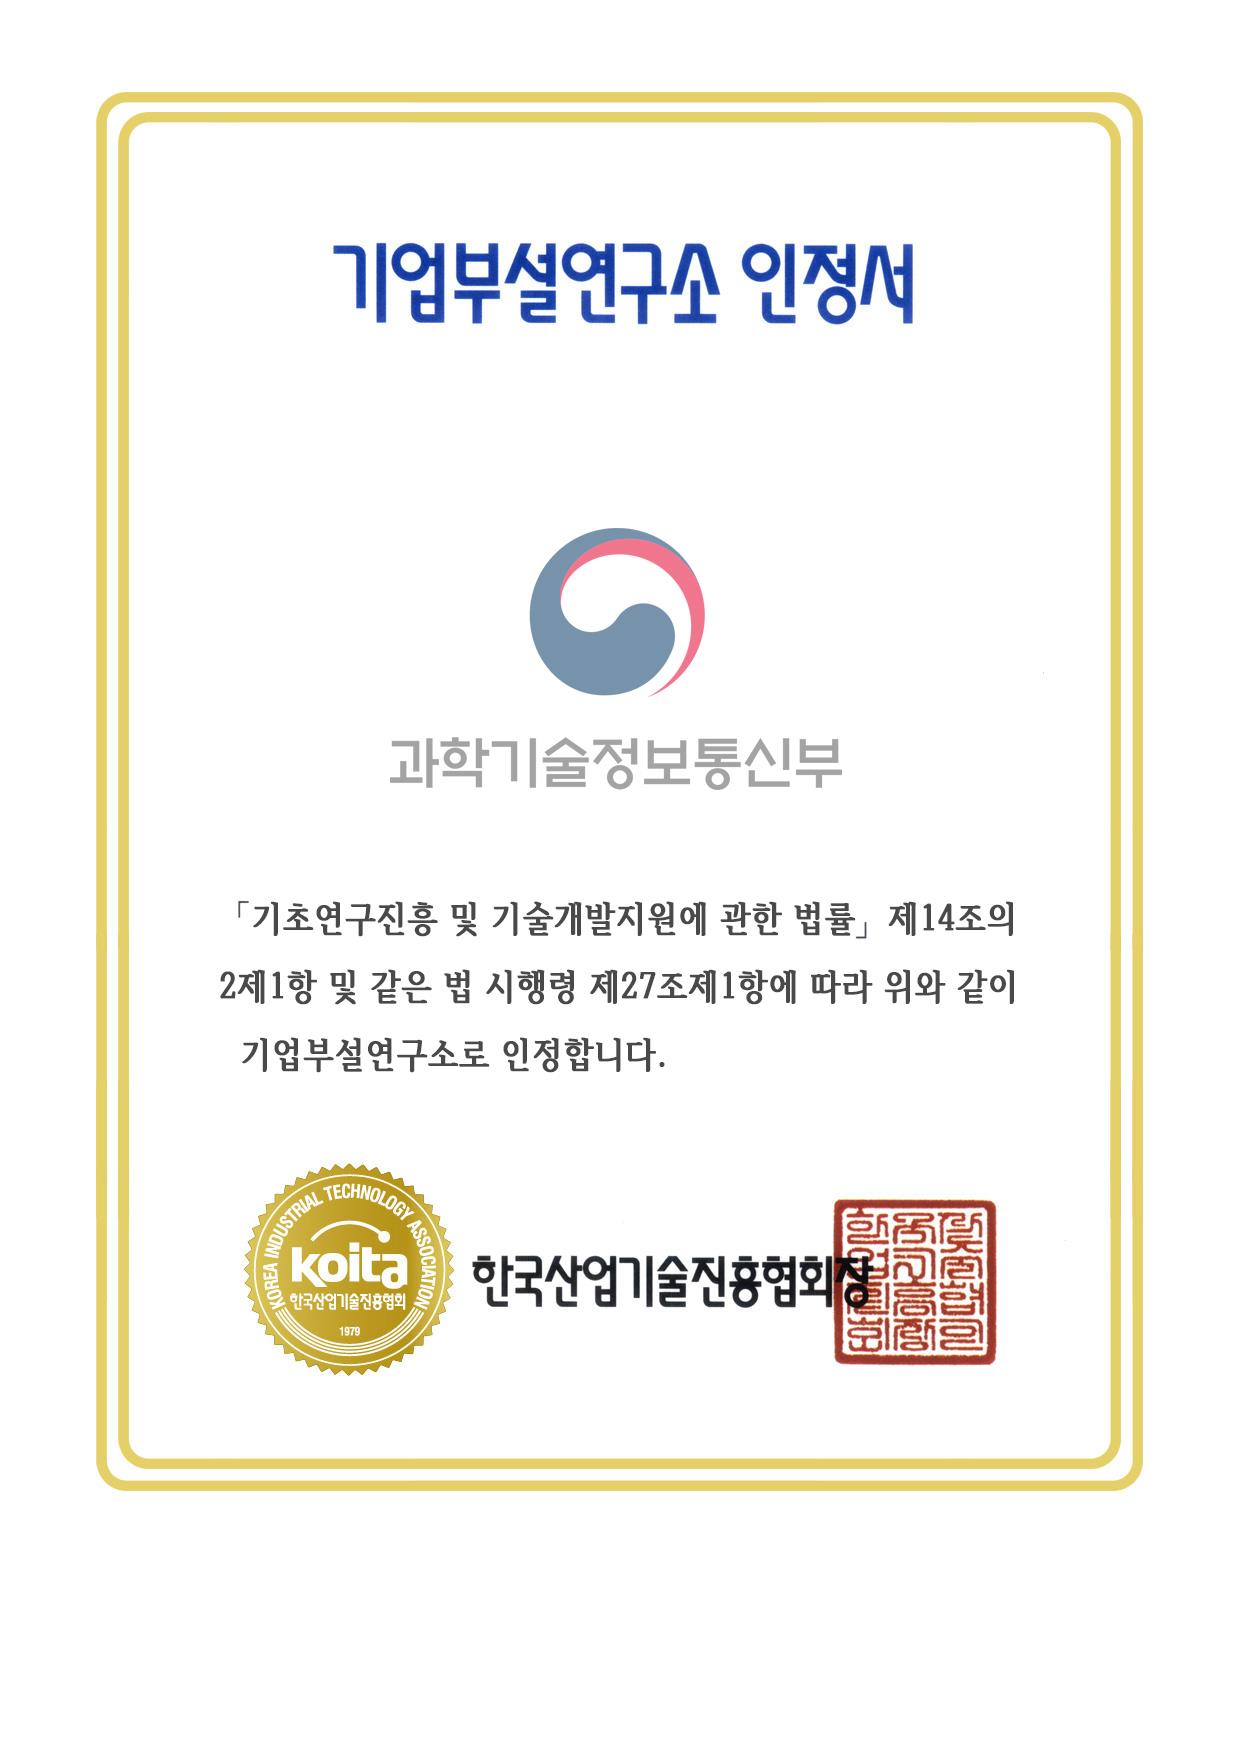 기업부설연구소 인정서
과학기술정보통신부
「기초연구진흥 및 기술개발지원에 관한 법률」 제14조의
2제1항 및 같은 법 시행령 제27조제1항에 따라 위와 같이
기업부설연구소로 인정합니다.
KOREA INDUSTRIAL TECHNOLOGY ASSOCIATION
koita
한국산업기술진흥협회
1979
한국산업기술진흥협회장